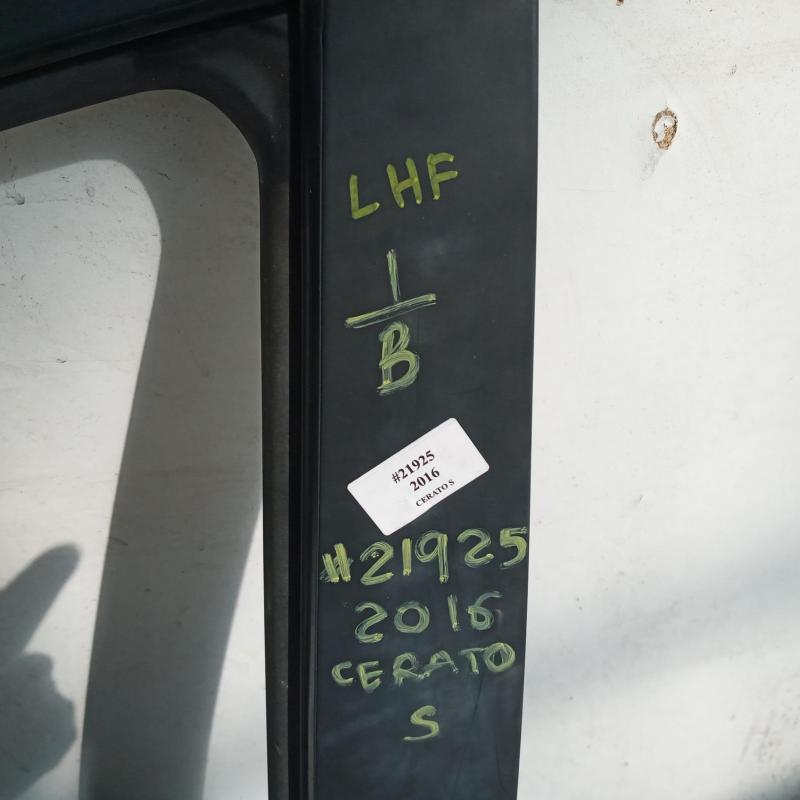 LHF
1
B
#21925
2016
CERATO S
#21925
2016
CERATO
S